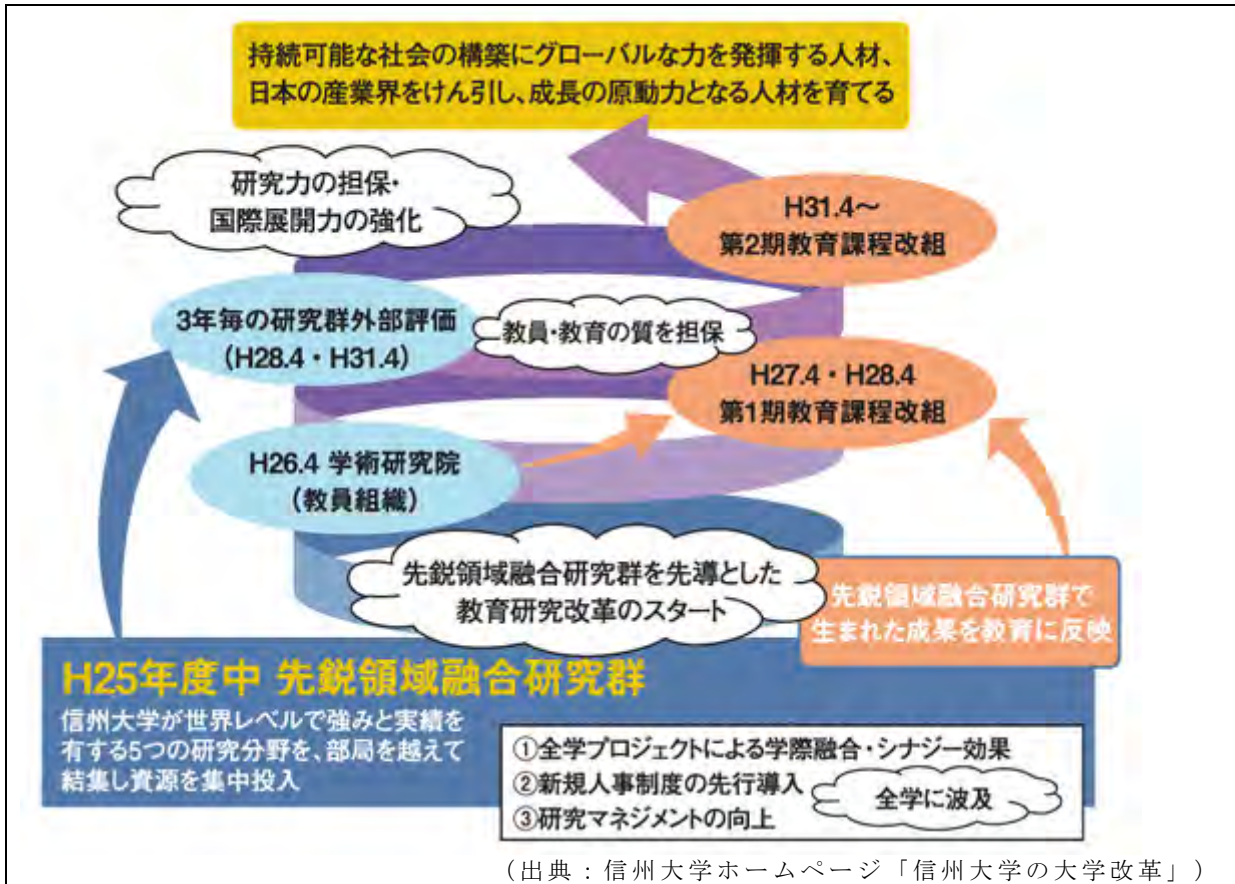 持続可能な社会の構築にグローバルな力を発揮する人材、
日本の産業界をけん引し、成長の原動力となる人材を育てる
研究力の担保・
国際展開力の強化
H31.4～
第2期教育課程改組
3年毎の研究群外部評価
(H28.4・H31.4)
教員・教育の質を担保
H27.4・H28.4
第1期教育課程改組
H26.4 学術研究院
(教員組織)
先鋭領域融合研究群を先導とした
教育研究改革のスタート
先鋭領域融合研究群で
生まれた成果を教育に反映
H25年度中 先鋭領域融合研究群
信州大学が世界レベルで強みと実績を
有する5つの研究分野を、部局を越えて
結集し資源を集中投入
①全学プロジェクトによる学際融合・シナジー効果
②新規人事制度の先行導入
③研究マネジメントの向上
全学に波及
（出典：信州大学ホームページ「信州大学の大学改革」）